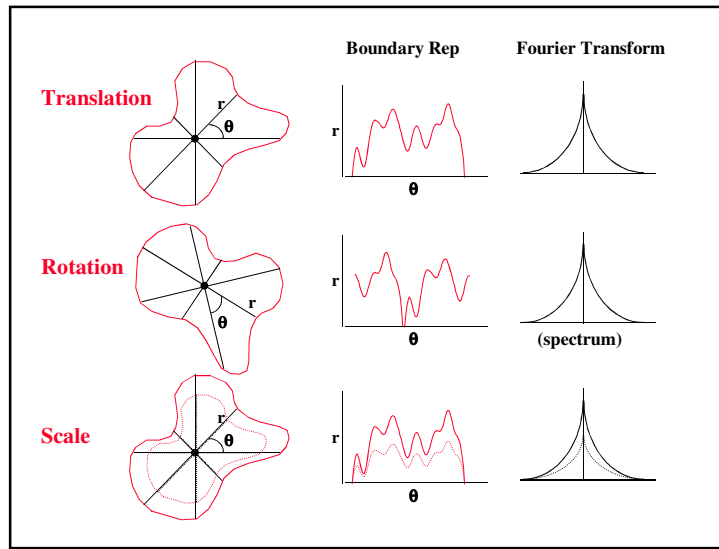 Boundary Rep Fourier Transform
Translation
r
θ
r
θ
Rotation
r
θ
r
θ
(spectrum)
Scale
r
θ
r
θ